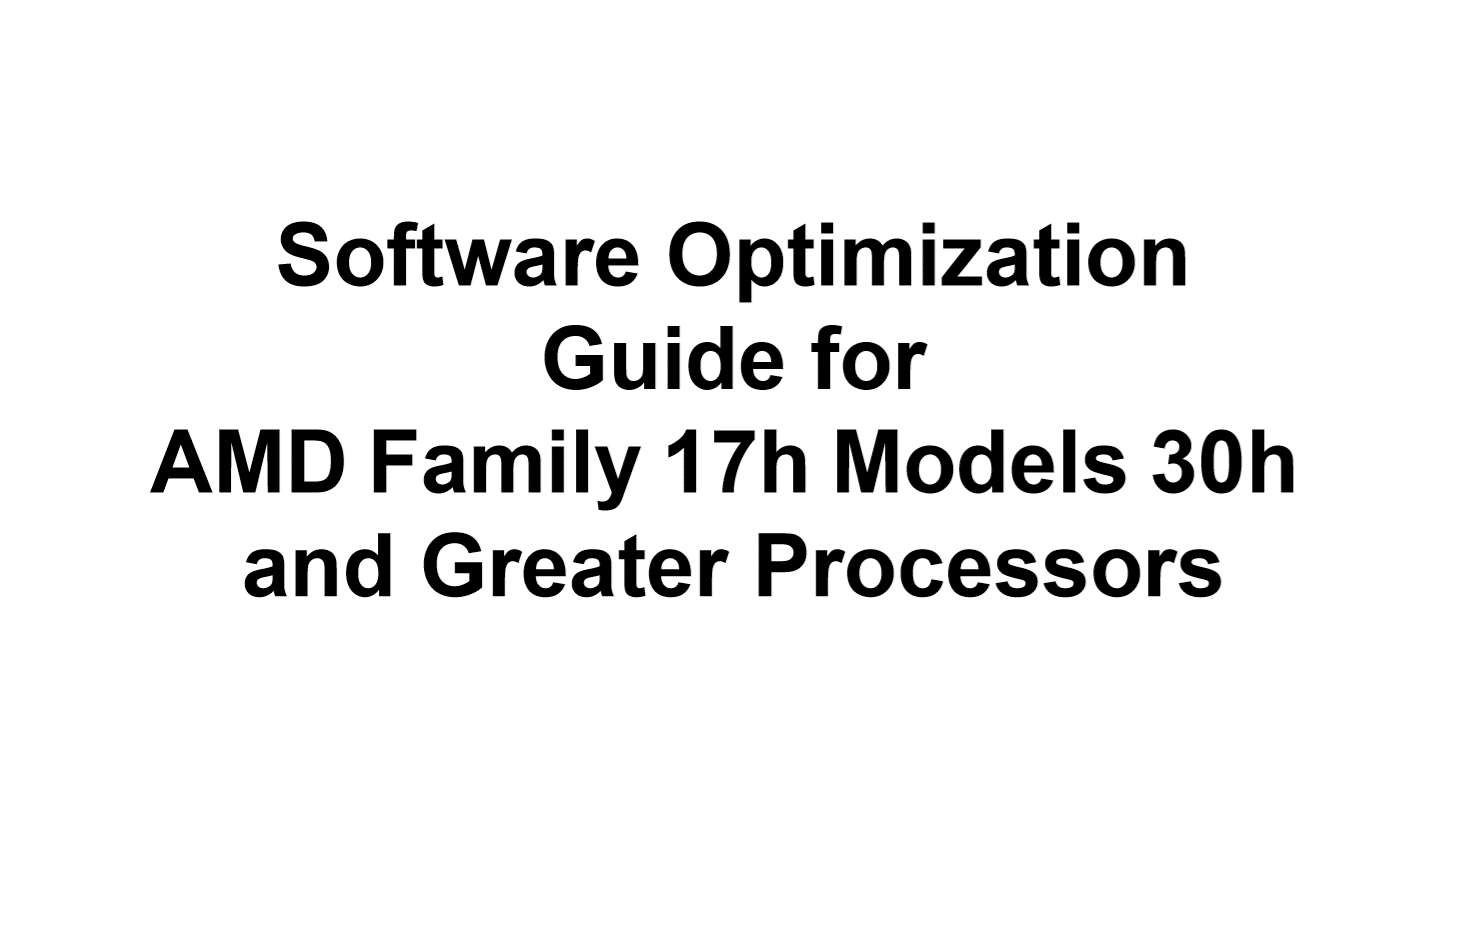 Software Optimization
Guide for
AMD Family 17h Models 30h
and Greater Processors